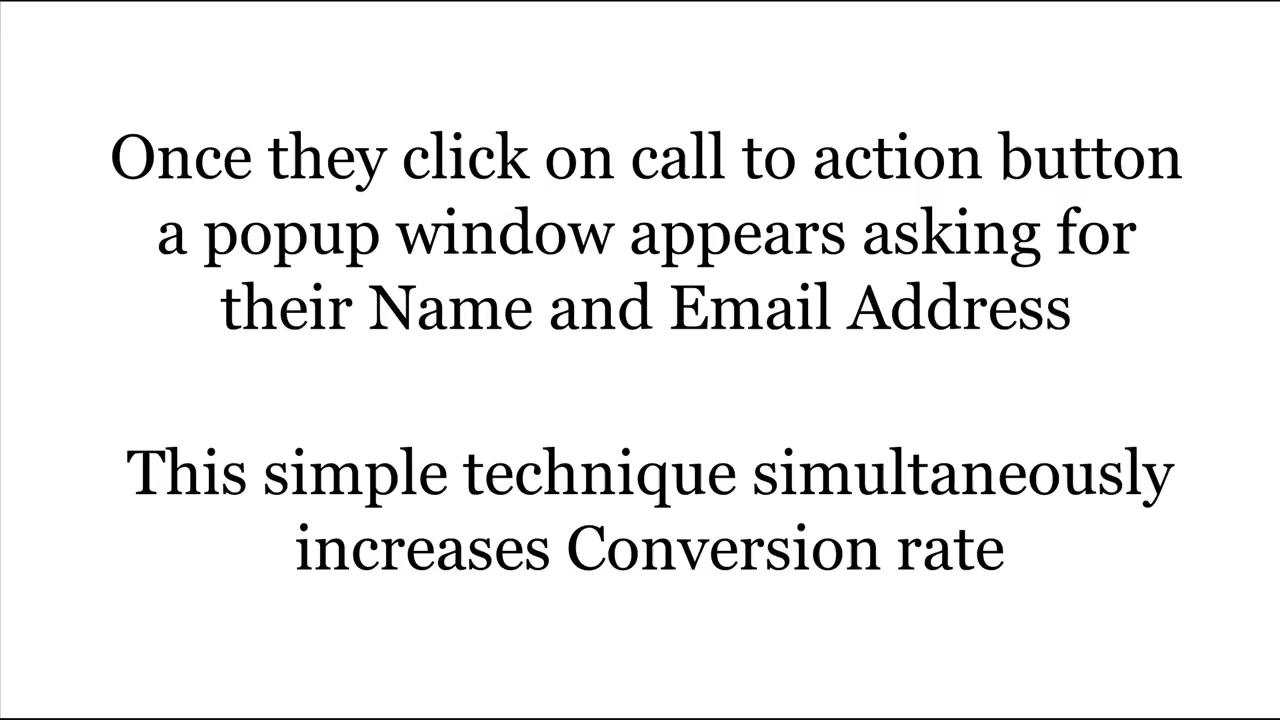 Once they click on call to action button
a popup window appears asking for
their Name and Email Address
This simple technique simultaneously
increases Conversion rate